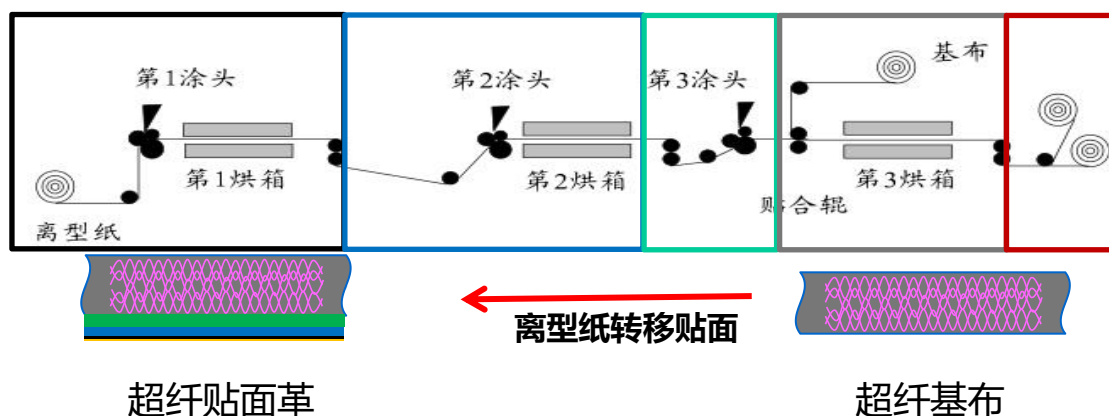 第1涂头
第2涂头
第3涂头
基布
第1烘箱
第2烘箱
第3烘箱
贴合辊
离型纸
离型纸转移贴面
超纤贴面革
超纤基布